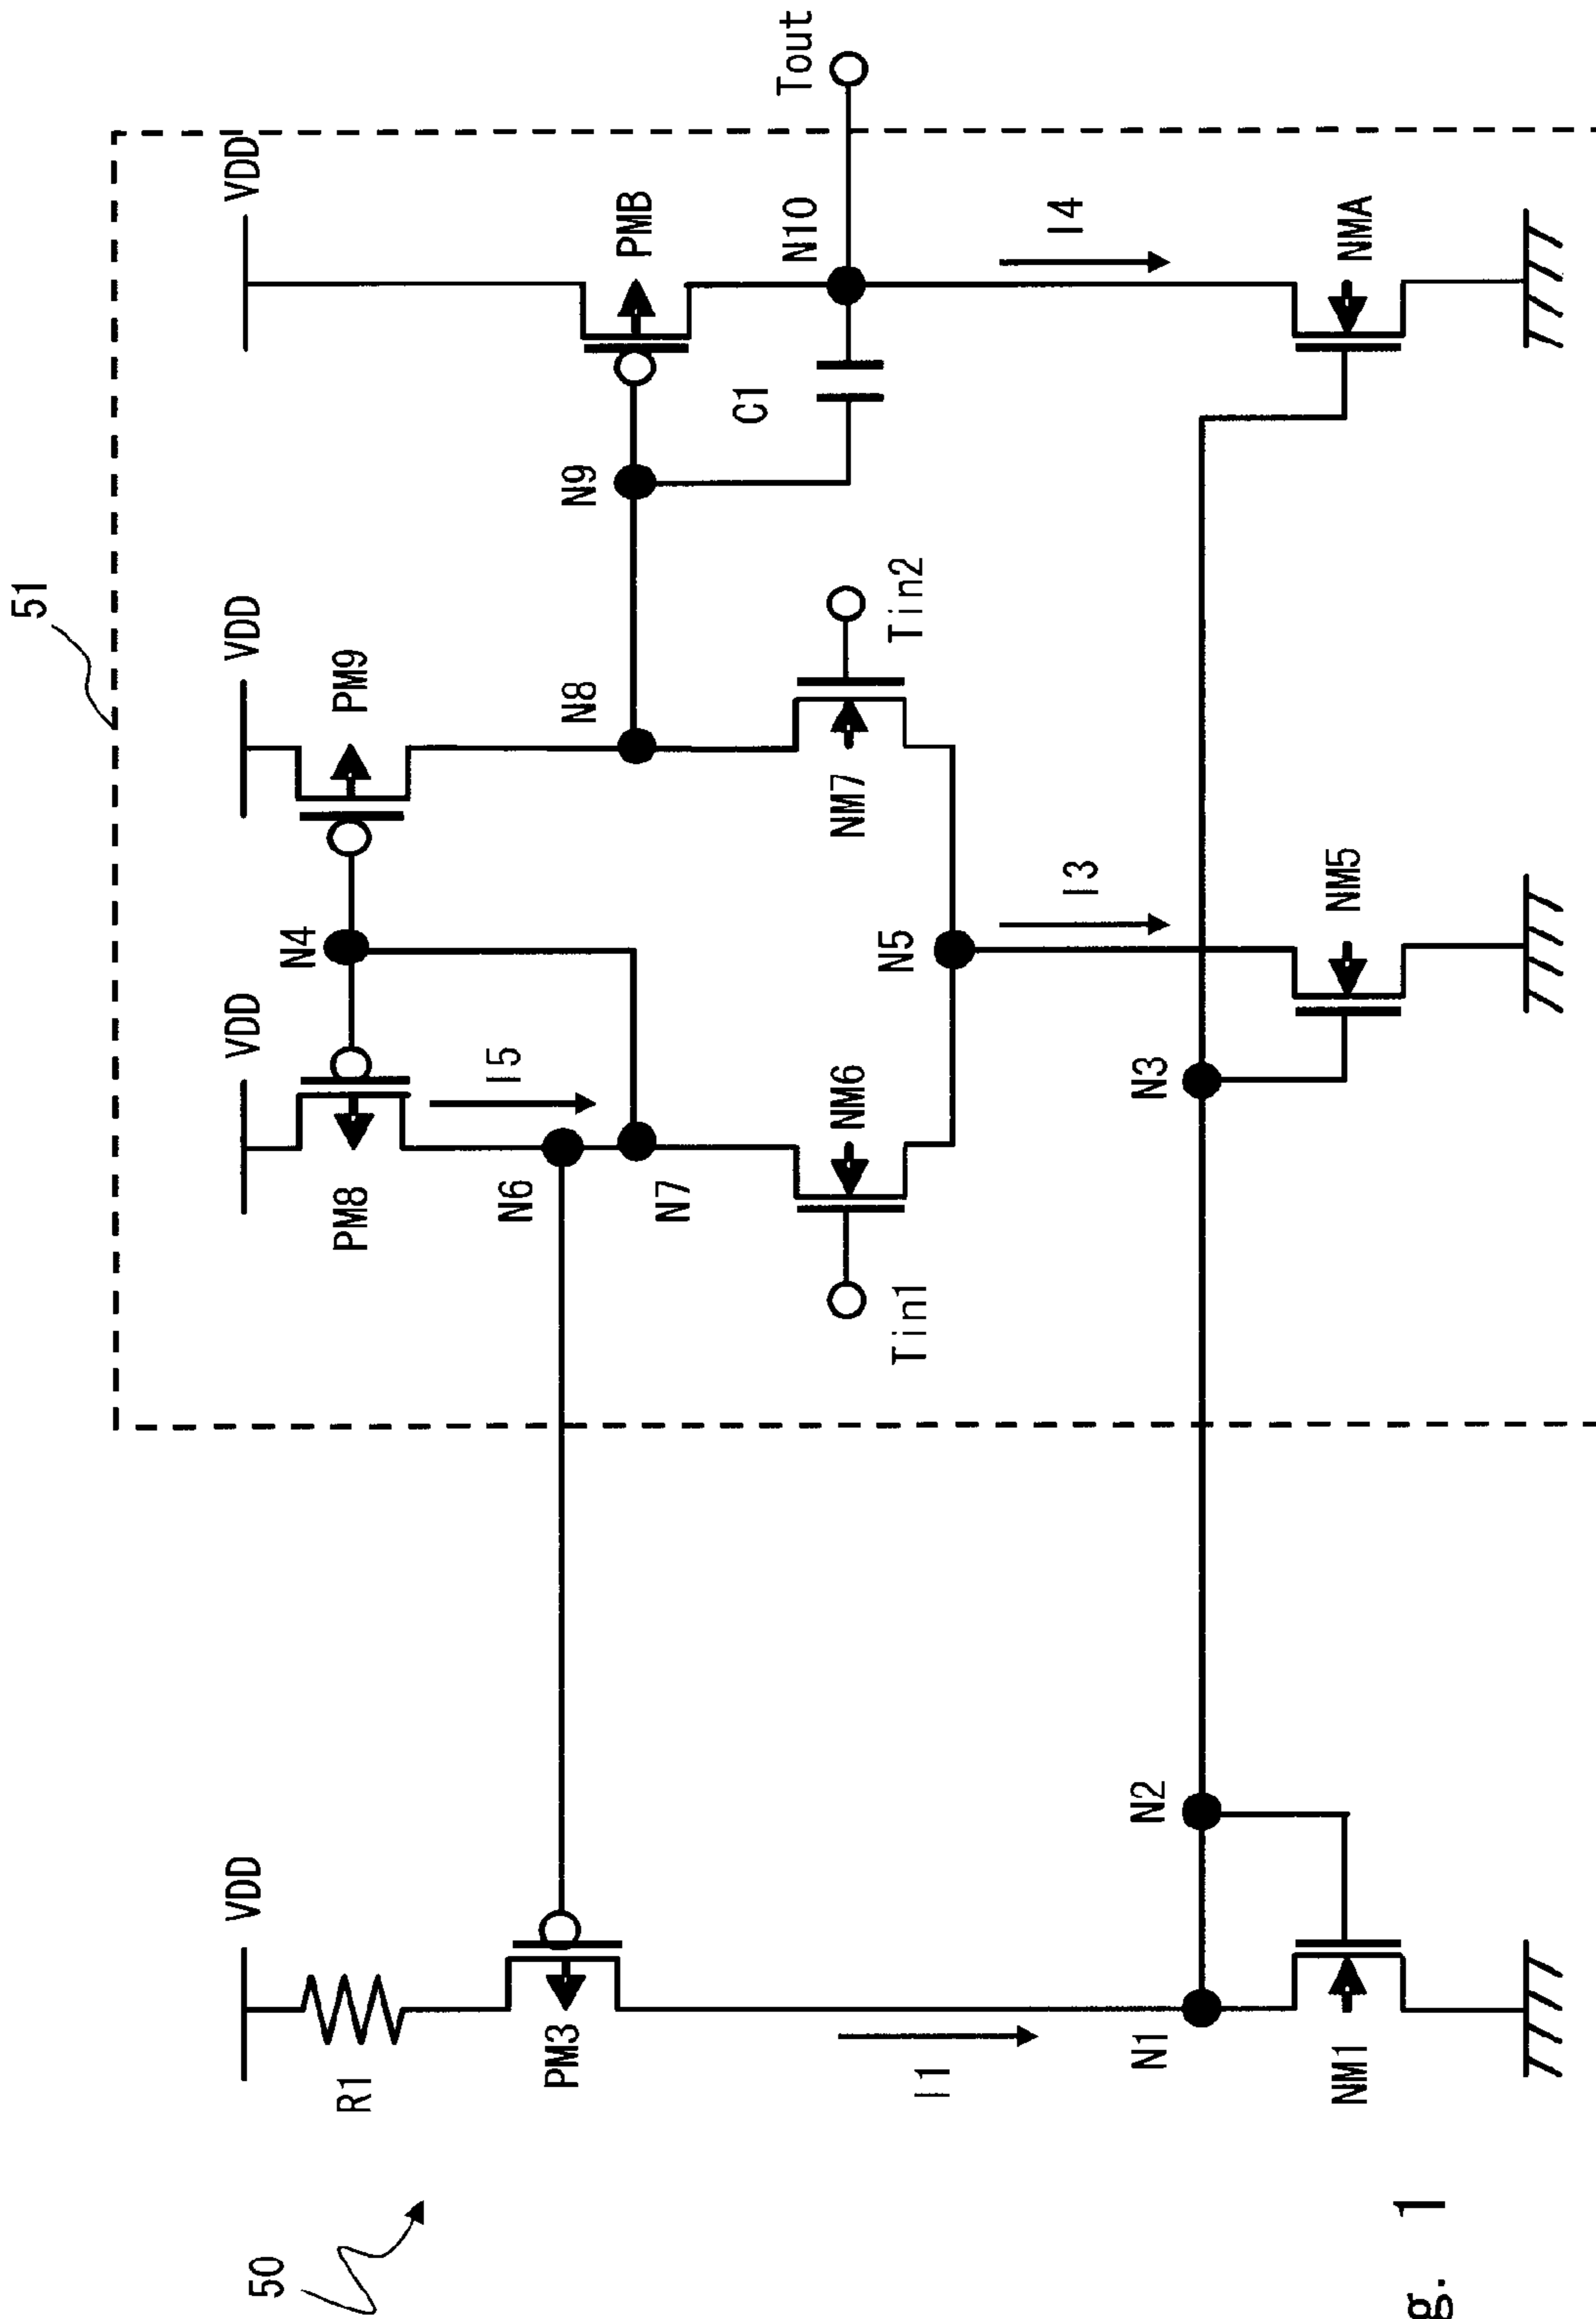 51
50
VDD
VDD
VDD
VDD
N4
R1
PM8
PM9
I5
N6
PM3
N8
N9
PMB
N7
C1
Tout
N10
NM6
NM7
N5
Tin1
Tin2
I1
I3
I4
N1
N2
N3
NM1
NM5
NMA
g. 1